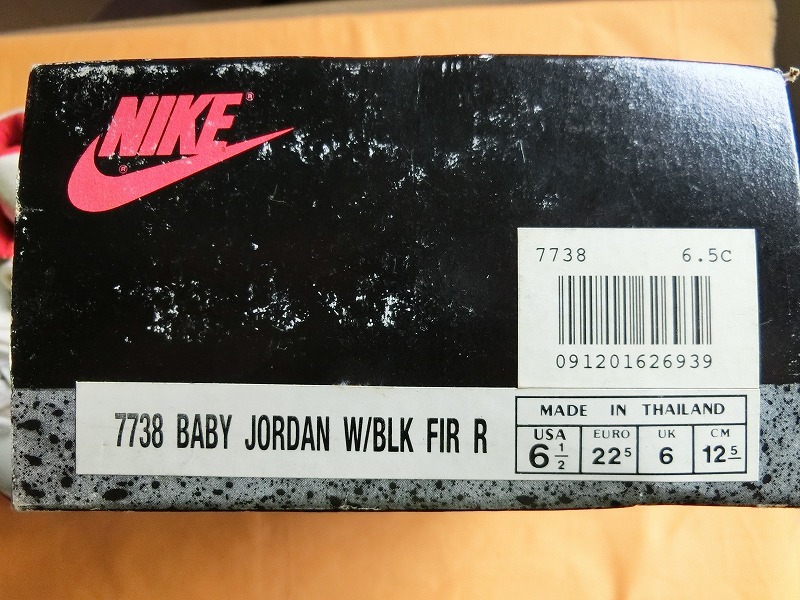 NIKE
7738 6.5C
091201626939
7738 BABY JORDAN W/BLK FIR R
MADE IN THAILAND
USA EURO UK CM
6 1/2 22 5 6 12 5